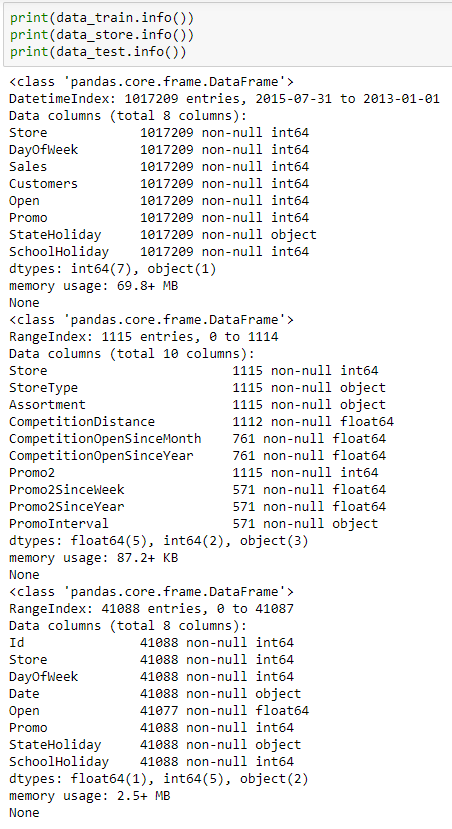 print(data_train.info())
print(data_store.info())
print(data_test.info())
<class 'pandas.core.frame.DataFrame'>
DatetimeIndex: 1017209 entries, 2015-07-31 to 2013-01-01
Data columns (total 8 columns):
Store            1017209 non-null int64
DayOfWeek        1017209 non-null int64
Sales            1017209 non-null int64
Customers        1017209 non-null int64
Open             1017209 non-null int64
Promo            1017209 non-null int64
StateHoliday     1017209 non-null object
SchoolHoliday    1017209 non-null int64
dtypes: int64(7), object(1)
memory usage: 69.8+ MB
None
<class 'pandas.core.frame.DataFrame'>
RangeIndex: 1115 entries, 0 to 1114
Data columns (total 10 columns):
Store                        1115 non-null int64
StoreType                    1115 non-null object
Assortment                   1115 non-null object
CompetitionDistance          1112 non-null float64
CompetitionOpenSinceMonth    761 non-null float64
CompetitionOpenSinceYear     761 non-null float64
Promo2                       1115 non-null int64
Promo2SinceWeek              571 non-null float64
Promo2SinceYear              571 non-null float64
PromoInterval                571 non-null object
dtypes: float64(5), int64(2), object(3)
memory usage: 87.2+ KB
None
<class 'pandas.core.frame.DataFrame'>
RangeIndex: 41088 entries, 0 to 41087
Data columns (total 8 columns):
Id               41088 non-null int64
Store            41088 non-null int64
DayOfWeek        41088 non-null int64
Date             41088 non-null object
Open             41077 non-null float64
Promo            41088 non-null int64
StateHoliday     41088 non-null object
SchoolHoliday    41088 non-null int64
dtypes: float64(1), int64(5), object(2)
memory usage: 2.5+ MB
None